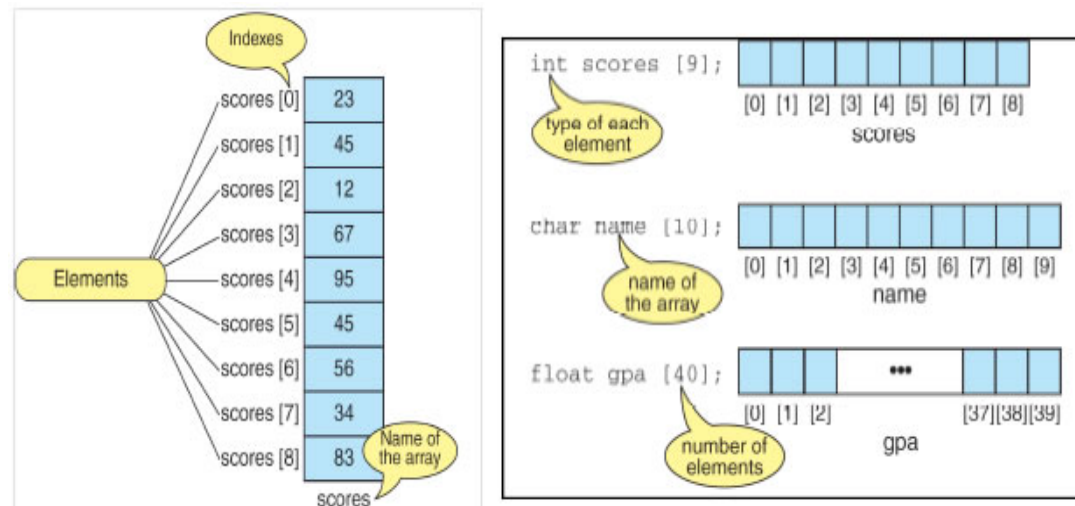 Indexes
scores [0] 23
scores [1] 45
scores [2] 12
scores [3] 67
Elements
scores [4] 95
scores [5] 45
scores [6] 56
scores [7] 34
scores [8] 83
Name of
the array
scores
int scores [9];
[0] [1] [2] [3] [4] [5] [6] [7] [8]
scores
type of each
element
char name [10];
[0] [1] [2] [3] [4] [5] [6] [7] [8] [9]
name
name of
the array
float gpa [40];
•••
[0] [1] [2] [37] [38] [39]
gpa
number of
elements